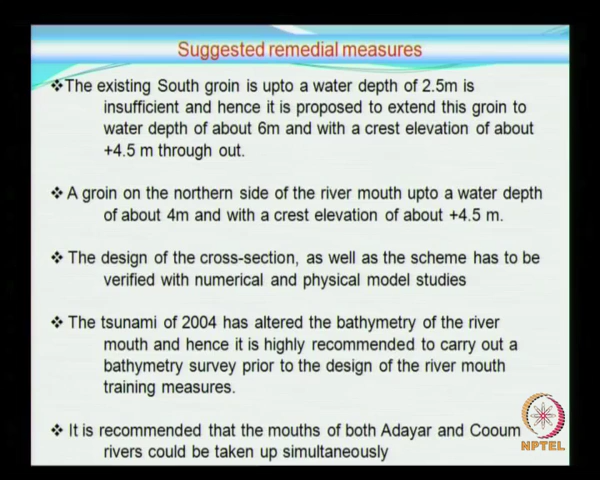 Suggested remedial measures
❖The existing South groin is upto a water depth of 2.5m is
insufficient and hence it is proposed to extend this groin to
water depth of about 6m and with a crest elevation of about
+4.5 m through out.
❖ A groin on the northern side of the river mouth upto a water depth
of about 4m and with a crest elevation of about +4.5 m.
❖ The design of the cross-section, as well as the scheme has to be
verified with numerical and physical model studies
❖ The tsunami of 2004 has altered the bathymetry of the river
mouth and hence it is highly recommended to carry out a
bathymetry survey prior to the design of the river mouth
training measures.
❖ It is recommended that the mouths of both Adayar and Cooum
rivers could be taken up simultaneously
NPTEL